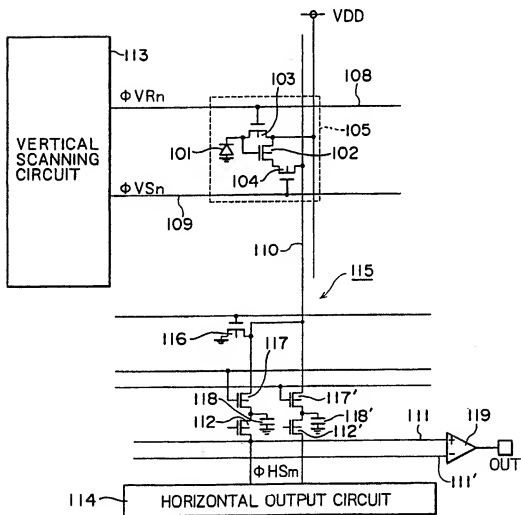 VDD
113
103
108
ΦVRn
105
101
102
VERTICAL
SCANNING
CIRCUIT
104
ΦVSn
109
110
115
116
117
117'
118
118'
112
112'
111
119
+
-
OUT
ΦHSm
111'
114
HORIZONTAL OUTPUT CIRCUIT